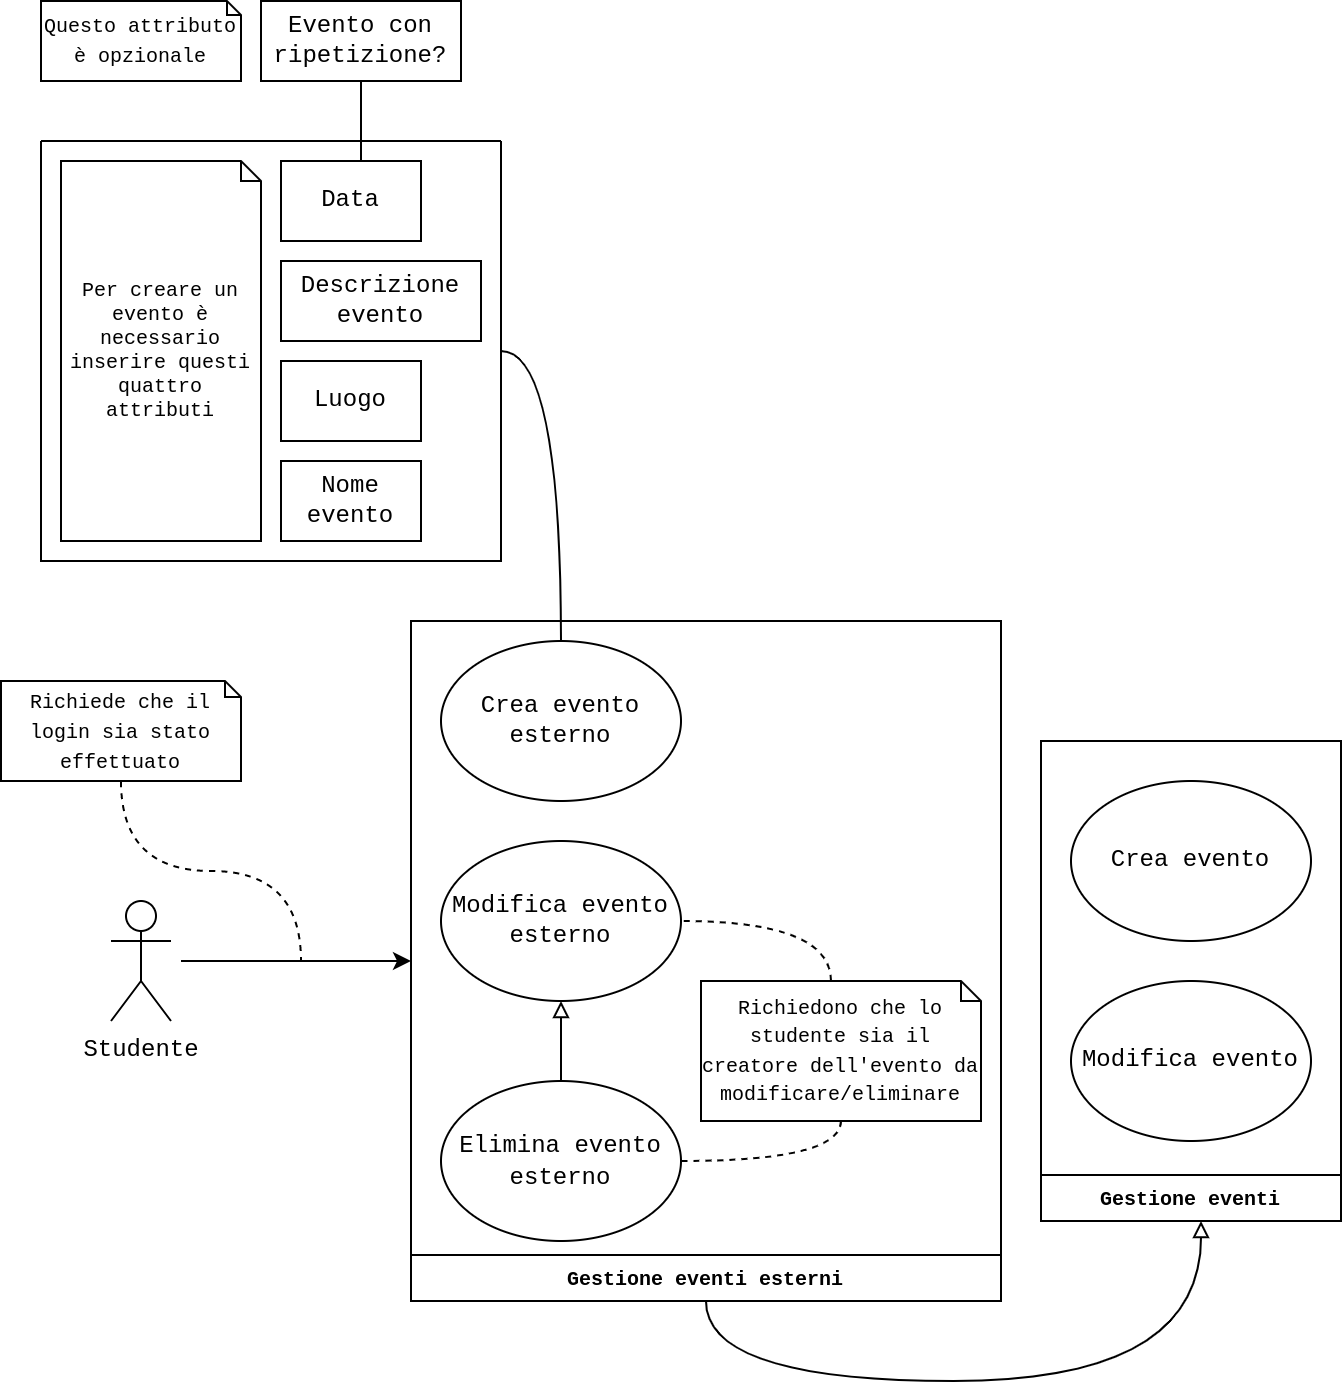 Questo attributo
è opzionale
Evento con
ripetizione?
Per creare un
evento è
necessario
inserire questi
quattro
attributi
Data
Descrizione
evento
Luogo
Nome
evento
Richiede che il
login sia stato
effettuato
Studente
Crea evento
esterno
Modifica evento
esterno
Richiedono che lo
studente sia il
creatore dell'evento da
modificare/eliminare
Elimina evento
esterno
Gestione eventi esterni
Crea evento
Modifica evento
Gestione eventi